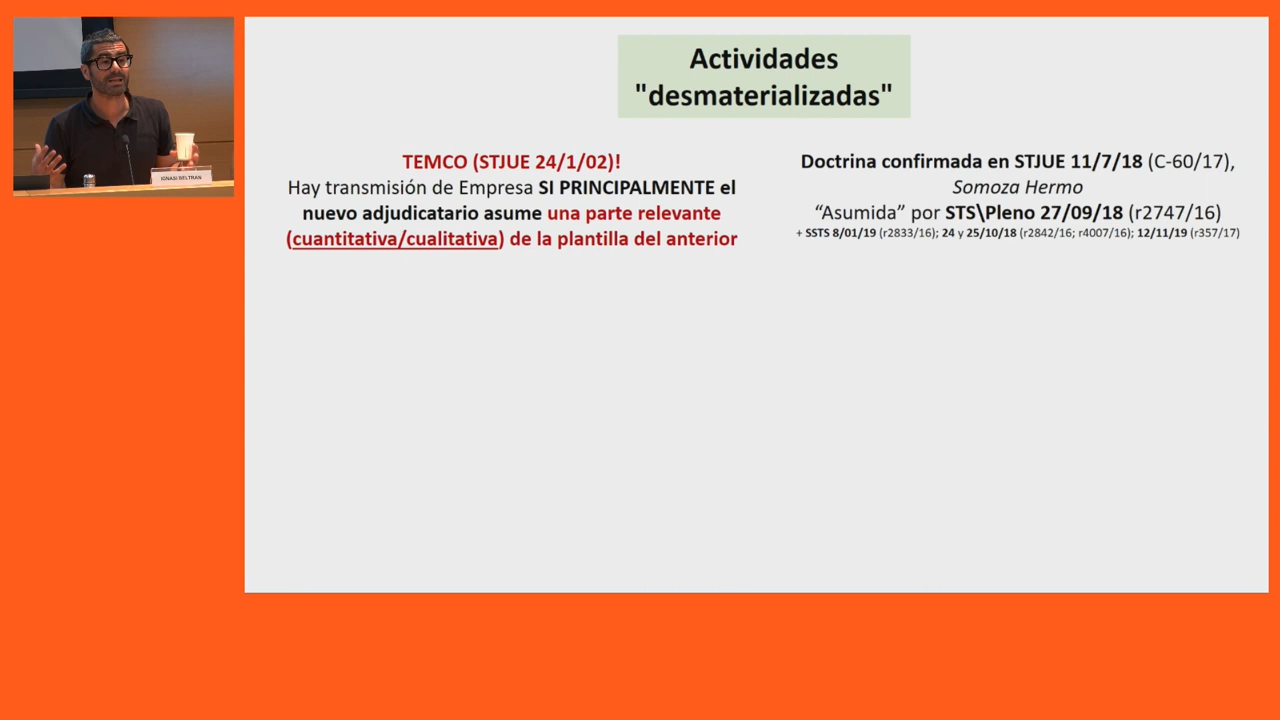 Actividades
"desmaterializadas"
TEMCO (STJUE 24/1/02)!
Hay transmisión de Empresa SI PRINCIPALMENTE el
nuevo adjudicatario asume una parte relevante
(cuantitativa/cualitativa) de la plantilla del anterior
Doctrina confirmada en STJUE 11/7/18 (C-60/17),
Somoza Hermo
“Asumida” por STS\Pleno 27/09/18 (r2747/16)
+ SSTS 8/01/19 (r2833/16); 24 y 25/10/18 (r2842/16; r4007/16); 12/11/19 (r357/17)
IGNASI BELTRAN